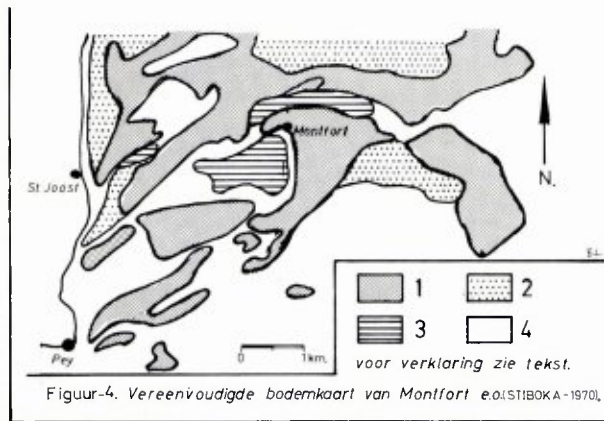 Montfort
St Joost
N.
Pey
0 1km.
1 2
3 4
voor verklaring zie tekst.
Figuur-4. Vereenvoudigde bodemkaart van Montfort e.o.(STIBOKA-1970).